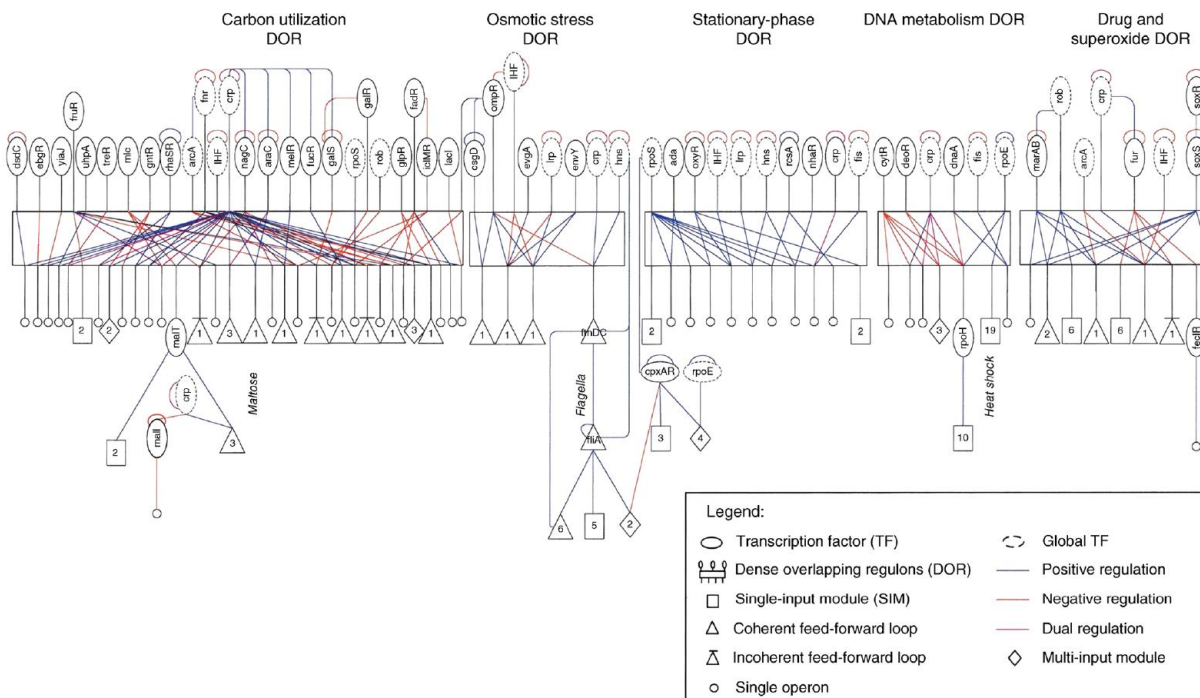 Carbon utilization
DOR
Osmotic stress
DOR
Stationary-phase
DOR
DNA metabolism DOR
Drug and
superoxide DOR
fnr
crp
fruR
galR
fadR
IHF
ompR
rob
crp
soxR
dsdC
ebgR
yiaJ
uhpA
treR
mlc
gntR
rhaSR
arcA
IHF
nagC
araC
melR
fucR
galS
rpoS
rob
glpR
iclMR
lacI
csgD
evgA
lrp
envY
crp
hns
rpoS
ada
oxyR
IHF
lrp
hns
rcsA
nhaR
crp
fis
cytR
deoR
crp
dnaA
fis
rpoE
marAB
arcA
fur
IHF
soxS
2
2
malT
1
3
1
1
1
1
1
1
3
1
1
1
1
flhDC
2
2
3
rpoH
19
2
6
1
6
1
1
fecIR
cpxAR
rpoE
Maltose
Flagella
Heat shock
crp
malI
2
3
fliA
3
4
10
6
5
2
Legend:
Transcription factor (TF)
Global TF
Dense overlapping regulons (DOR)
Positive regulation
Single-input module (SIM)
Negative regulation
Coherent feed-forward loop
Dual regulation
Incoherent feed-forward loop
Multi-input module
Single operon